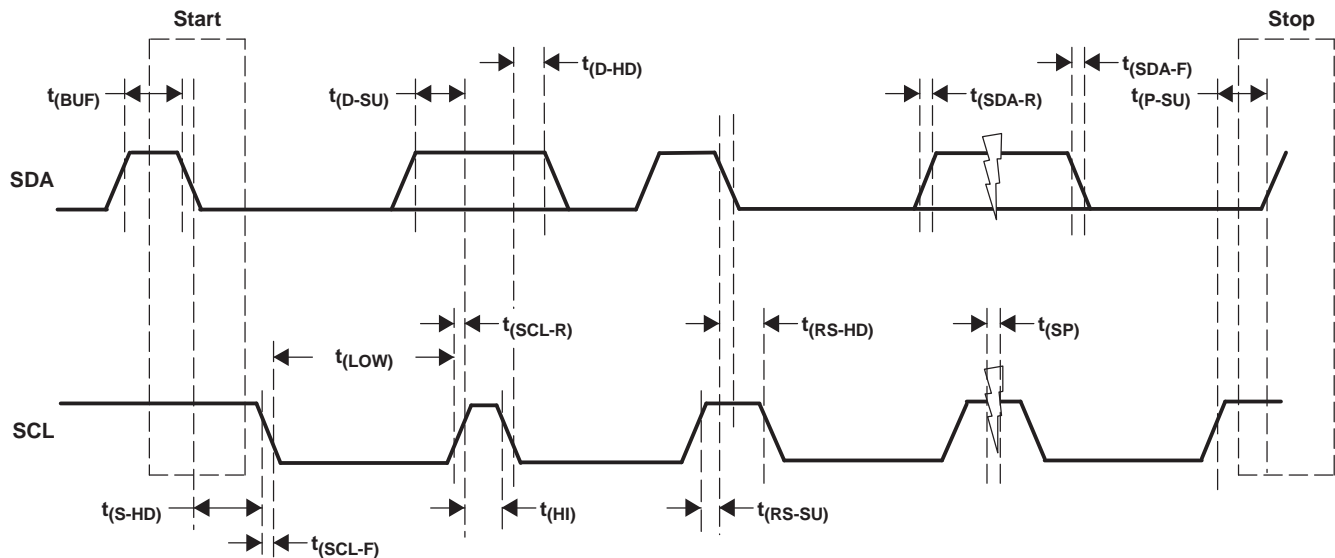 Start
Stop
t(D-HD)
t(SDA-F)
t(BUF)
t(D-SU)
t(SDA-R)
t(P-SU)
SDA
t(SCL-R)
t(RS-HD)
t(SP)
t(LOW)
SCL
t(S-HD)
t(HI)
t(RS-SU)
t(SCL-F)